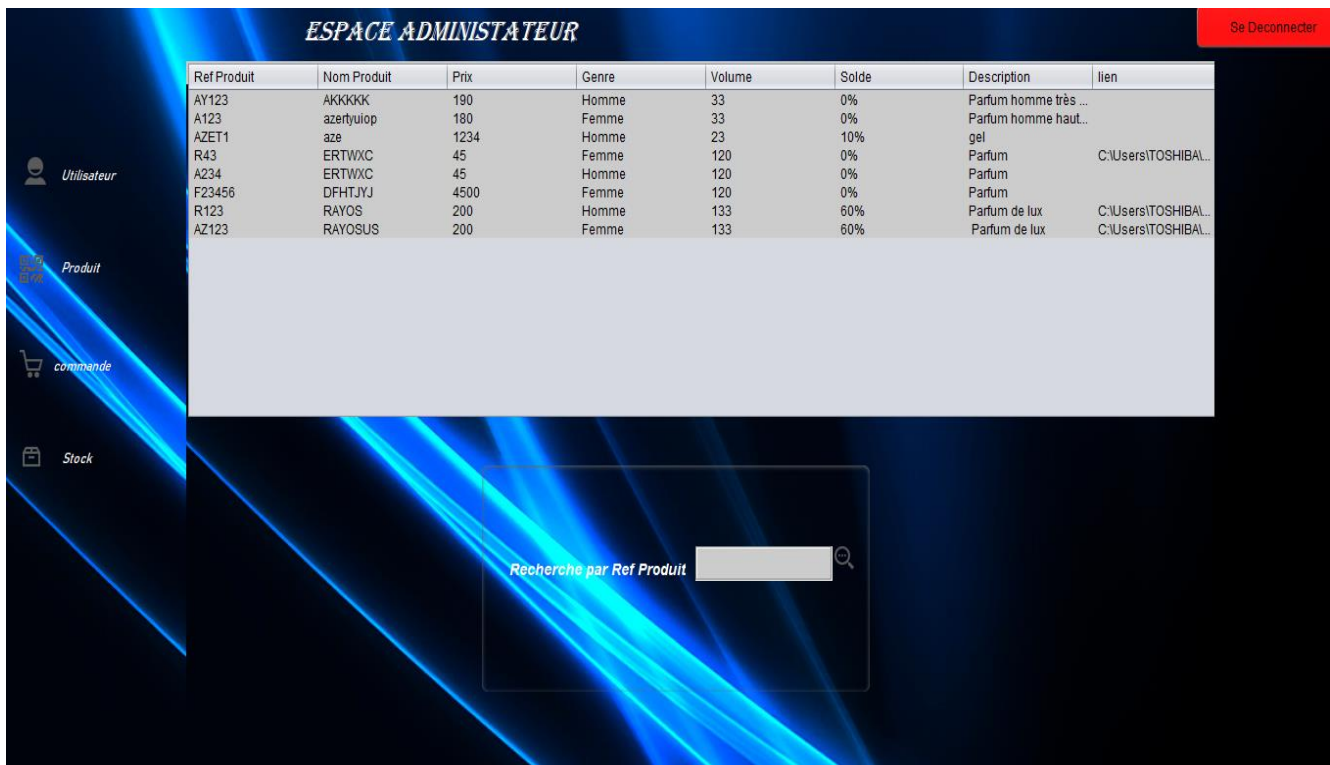 ESPACE ADMINISTATEUR
Se Deconnecter
Ref Produit Nom Produit Prix Genre Volume Solde Description lien
AY123 AKKKKK 190 Homme 33 0% Parfum homme très ...
A123 azertyuiop 180 Femme 33 0% Parfum homme haut...
AZET1 aze 1234 Homme 23 10% gel
R43 ERTWXC 45 Femme 120 0% Parfum C:\Users\TOSHIBA\...
A234 ERTWXC 45 Homme 120 0% Parfum
F23456 DFHTJYJ 4500 Femme 120 0% Parfum
R123 RAYOS 200 Homme 133 60% Parfum de lux C:\Users\TOSHIBA\...
AZ123 RAYOSUS 200 Femme 133 60% Parfum de lux C:\Users\TOSHIBA\...
Utilisateur
Produit
commande
Stock
Recherche par Ref Produit